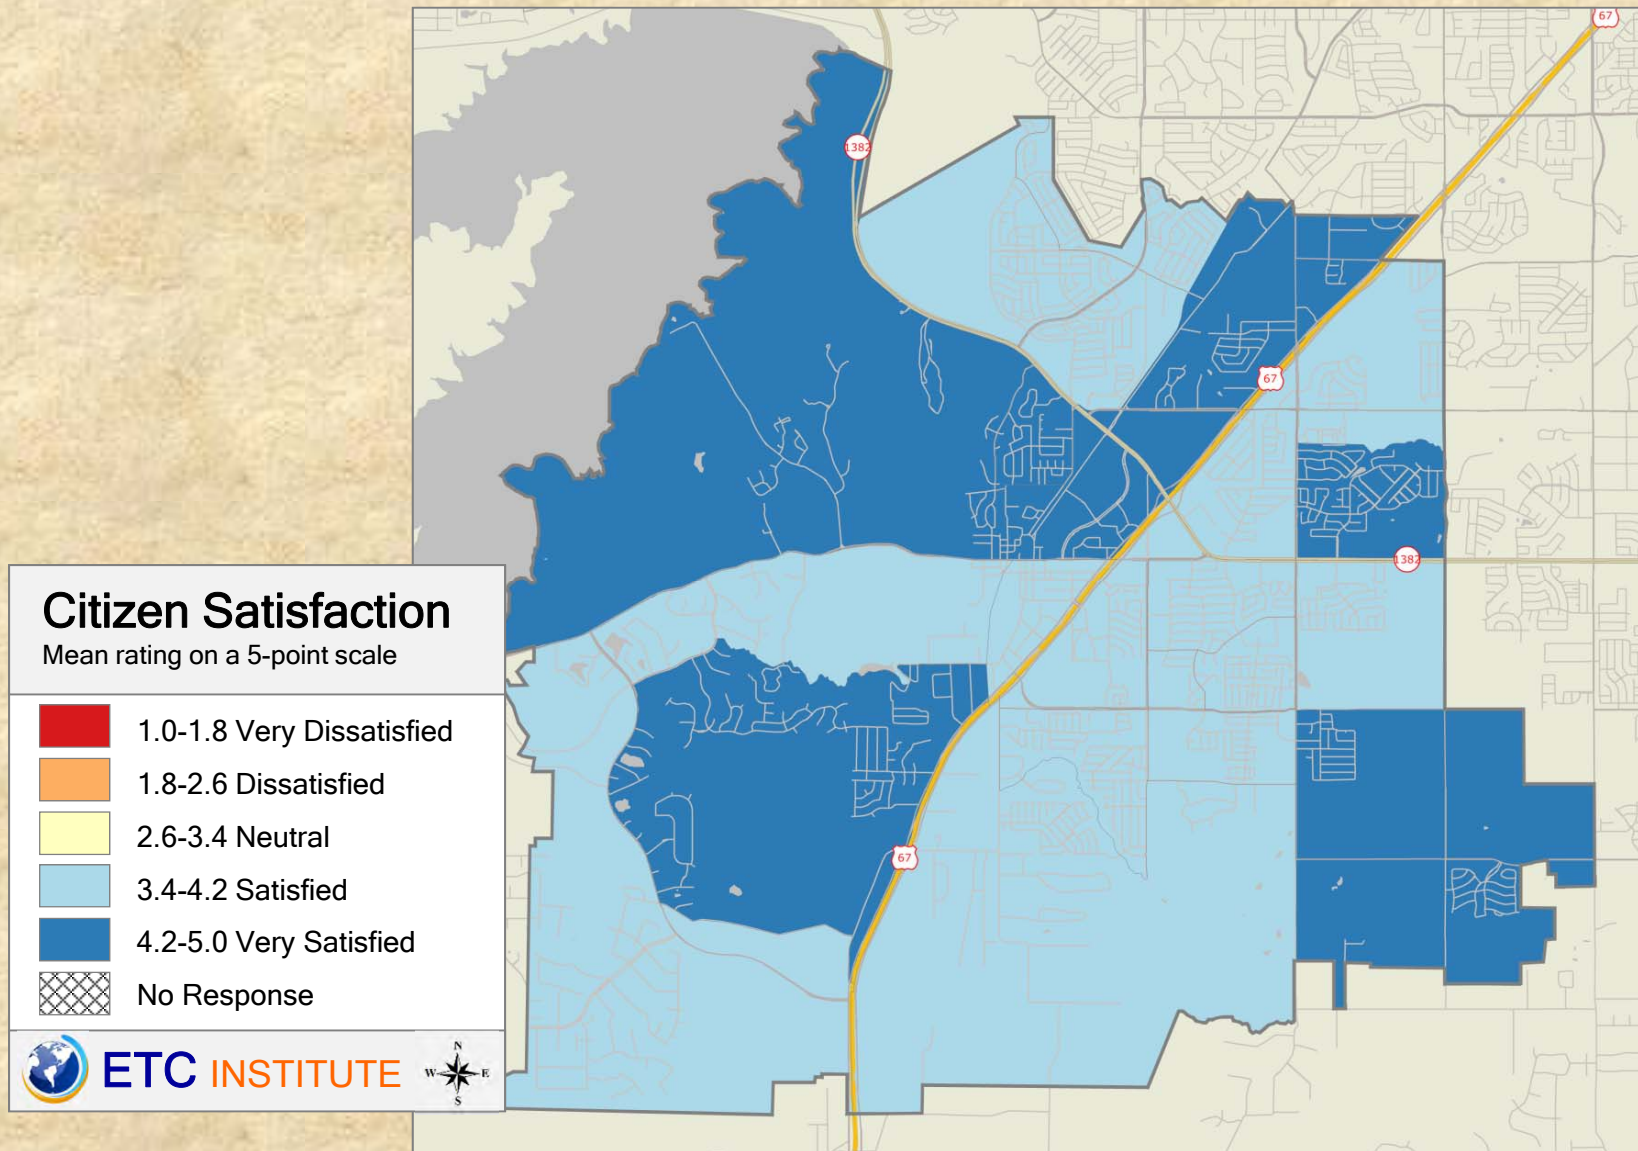 67
1382
67
1382
67
Citizen Satisfaction
Mean rating on a 5-point scale
1.0-1.8 Very Dissatisfied
1.8-2.6 Dissatisfied
2.6-3.4 Neutral
3.4-4.2 Satisfied
4.2-5.0 Very Satisfied
No Response
ETC INSTITUTE
N
W E
S